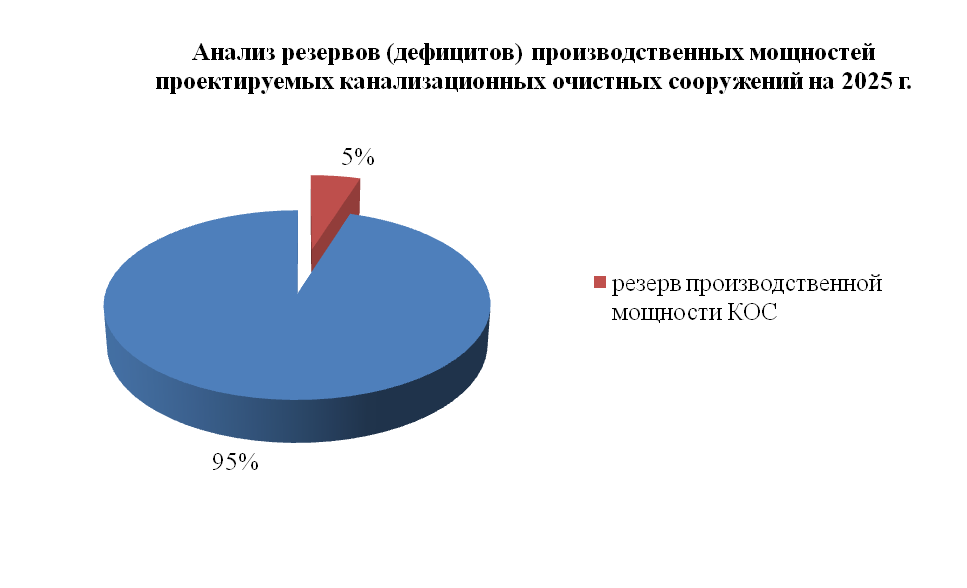 Анализ резервов (дефицитов) производственных мощностей
проектируемых канализационных очистных сооружений на 2025 г.
5%
резерв производственной
мощности КОС
95%